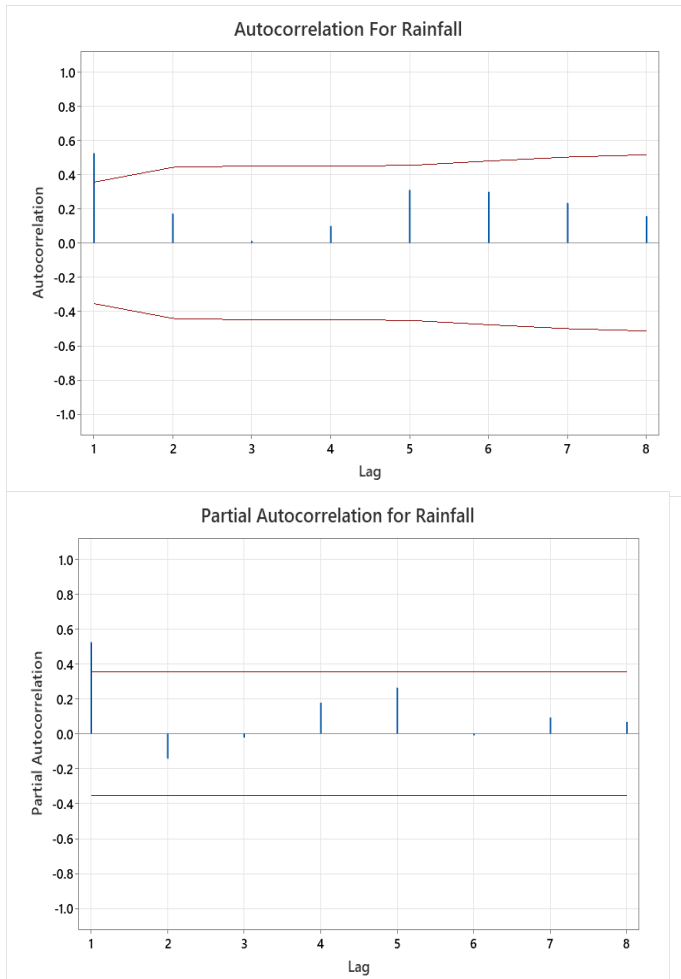 Autocorrelation For Rainfall
1.0
0.8
0.6
0.4
0.2
0.0
-0.2
-0.4
-0.6
-0.8
-1.0
Autocorrelation
1 2 3 4 5 6 7 8
Lag
Partial Autocorrelation for Rainfall
1.0
0.8
0.6
0.4
0.2
0.0
-0.2
-0.4
-0.6
-0.8
-1.0
Partial Autocorrelation
1 2 3 4 5 6 7 8
Lag